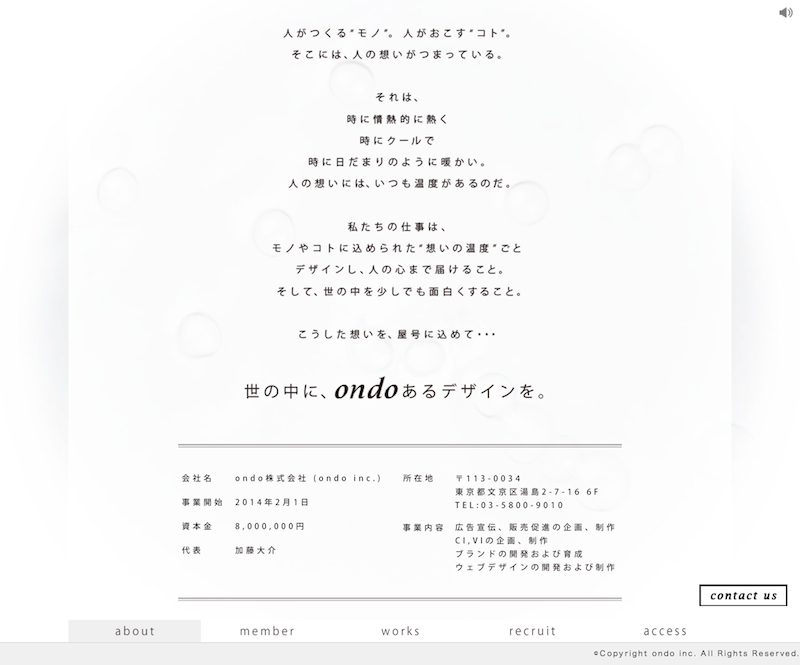 人がつくる“モノ”。人がおこす“コト”。
そこには、人の想いがつまっている。
それは、
時に情熱的に熱く
時にクールで
時に日だまりのように暖かい。
人の想いには、いつも温度があるのだ。
私たちの仕事は、
モノやコトに込められた“想いの温度”ごと
デザインし、人の心まで届けること。
そして、世の中を少しでも面白くすること。
こうした想いを、屋号に込めて・・・
世の中に、ondoあるデザインを。
会社名 ondo株式会社 (ondo inc.)
事業開始 2014年2月1日
資本金 8,000,000円
代表 加藤大介
所在地 〒113-0034
東京都文京区湯島2-7-16 6F
TEL:03-5800-9010
事業内容 広告宣伝、販売促進の企画、制作
CI,VIの企画、制作
ブランドの開発および育成
ウェブデザインの開発および制作
contact us
about member works recruit access
©Copyright ondo inc. All Rights Reserved.